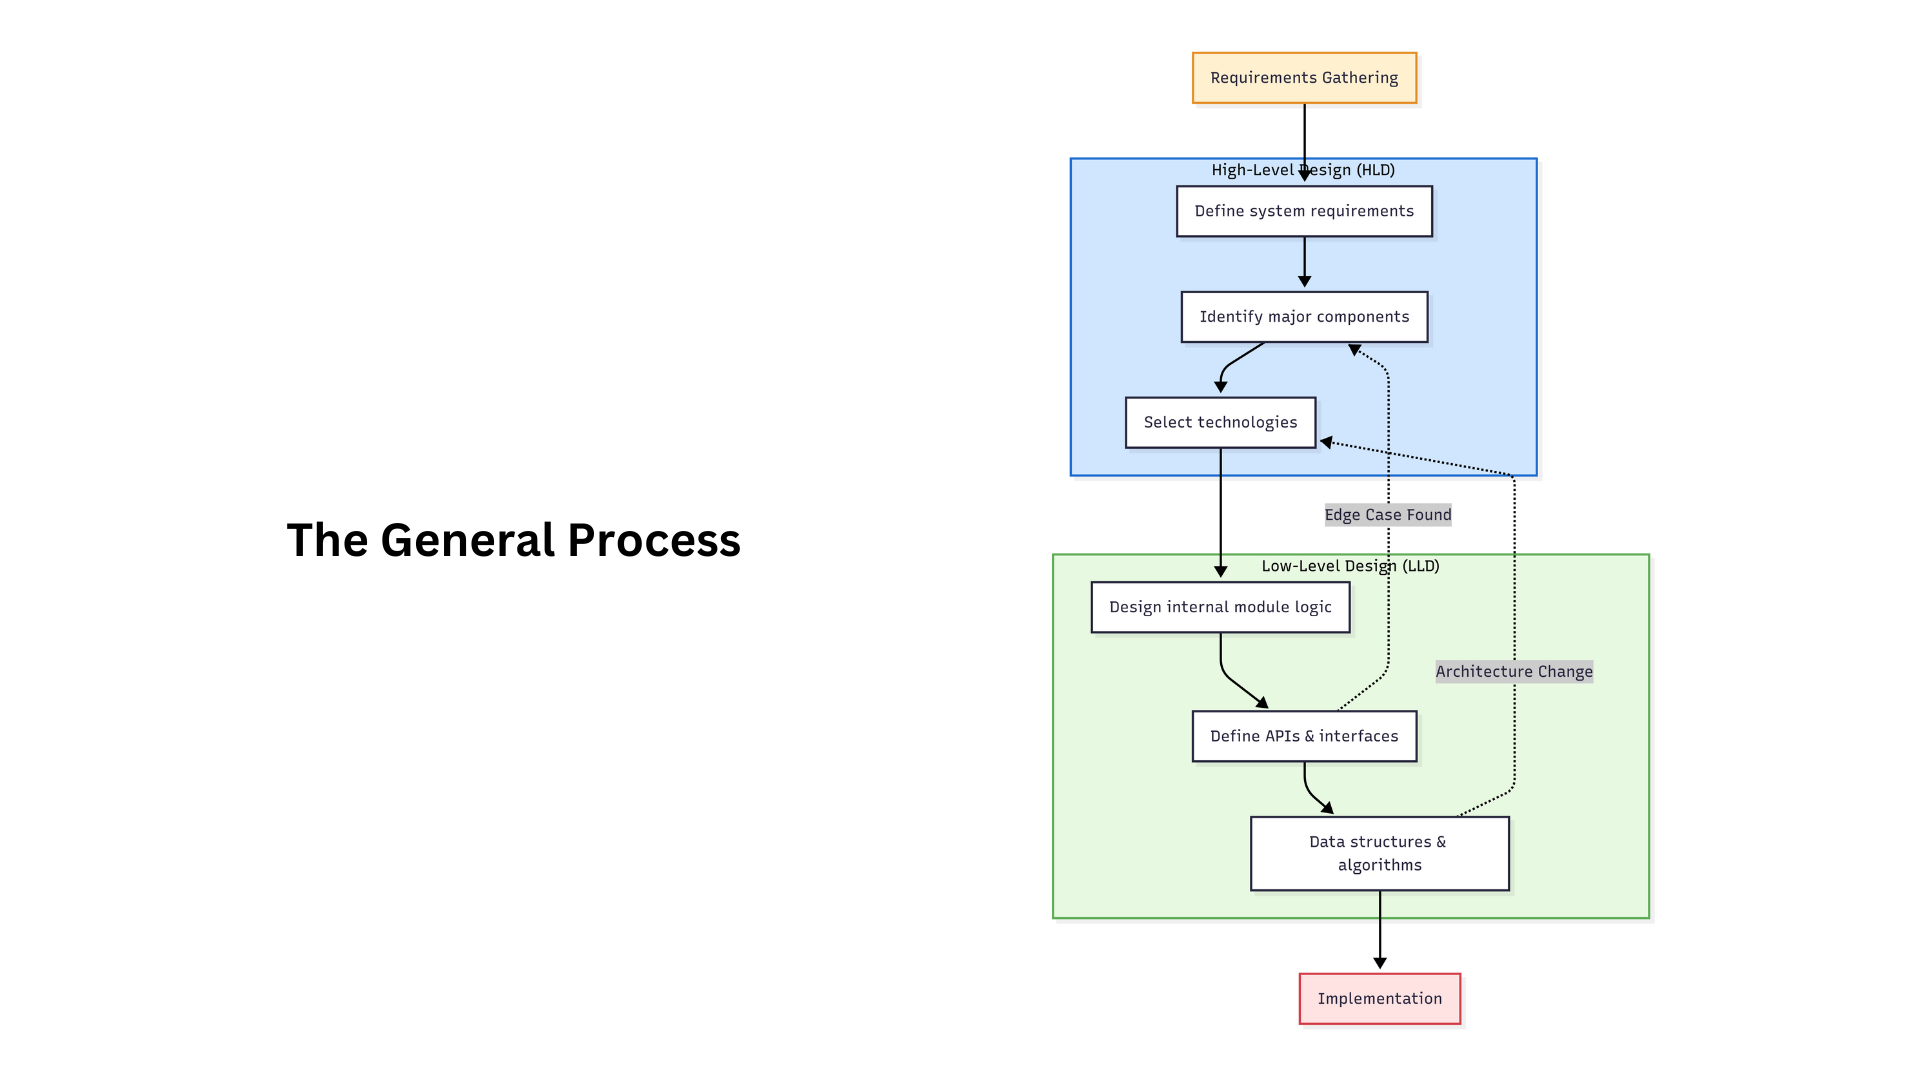 The General Process
Requirements Gathering
High-Level Design (HLD)
Define system requirements
Identify major components
Select technologies
Edge Case Found
Low-Level Design (LLD)
Design internal module logic
Architecture Change
Define APIs & interfaces
Data structures &
algorithms
Implementation